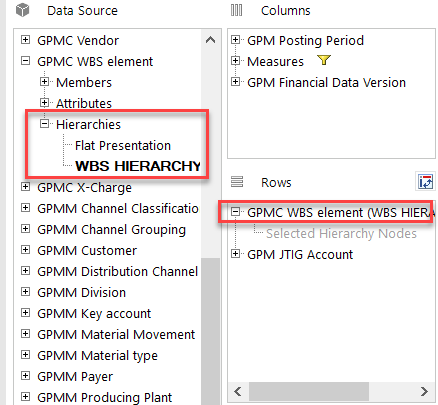 Data Source
GPMC Vendor
GPMC WBS element
Members
Attributes
Hierarchies
Flat Presentation
WBS HIERARCHY
GPMC X-Charge
GPMM Channel Classificatio
GPMM Channel Grouping
GPMM Customer
GPMM Distribution Channel
GPMM Division
GPMM Key account
GPMM Material Movement
GPMM Material type
GPMM Payer
GPMM Producing Plant
Columns
GPM Posting Period
Measures
GPM Financial Data Version
Rows
GPMC WBS element (WBS HIERA
Selected Hierarchy Nodes
GPM JTIG Account